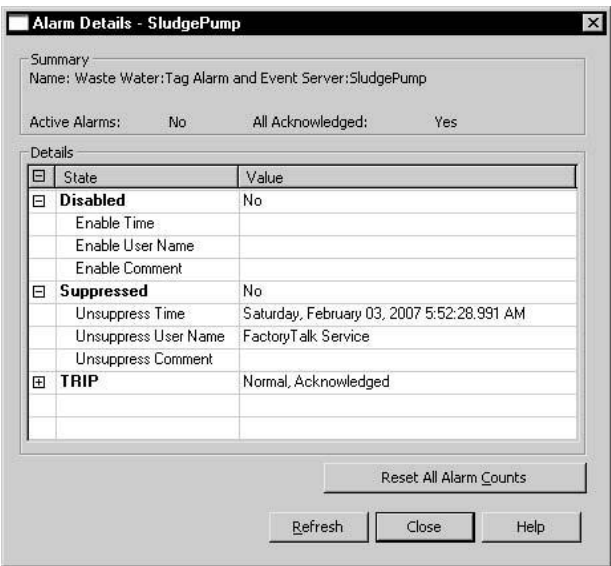 Alarm Details - SludgePump
Summary
Name: Waste Water:Tag Alarm and Event Server:SludgePump
Active Alarms: No All Acknowledged: Yes
Details
State Value
Disabled No
Enable Time
Enable User Name
Enable Comment
Suppressed No
Unsuppress Time Saturday, February 03, 2007 5:52:28.991 AM
Unsuppress User Name FactoryTalk Service
Unsuppress Comment
TRIP Normal, Acknowledged
Reset All Alarm Counts
Refresh Close Help